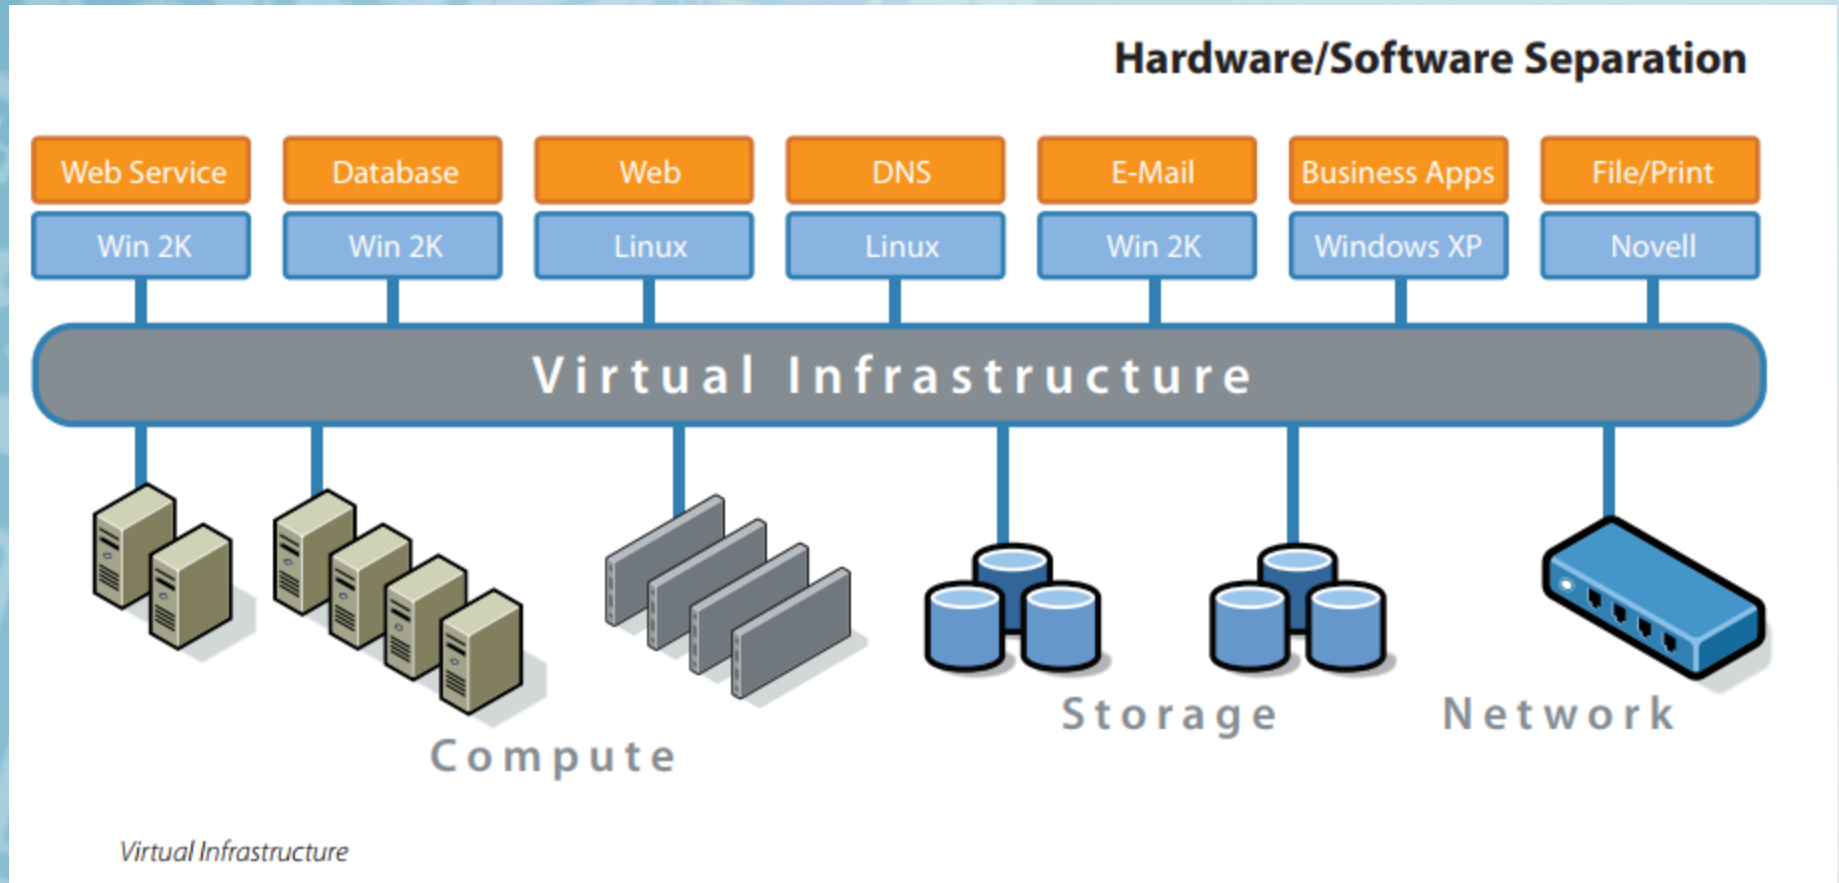 Hardware/Software Separation
Web Service
Database
Web
DNS
E-Mail
Business Apps
File/Print
Win 2K
Win 2K
Linux
Linux
Win 2K
Windows XP
Novell
Virtual Infrastructure
Storage
Network
Compute
Virtual Infrastructure